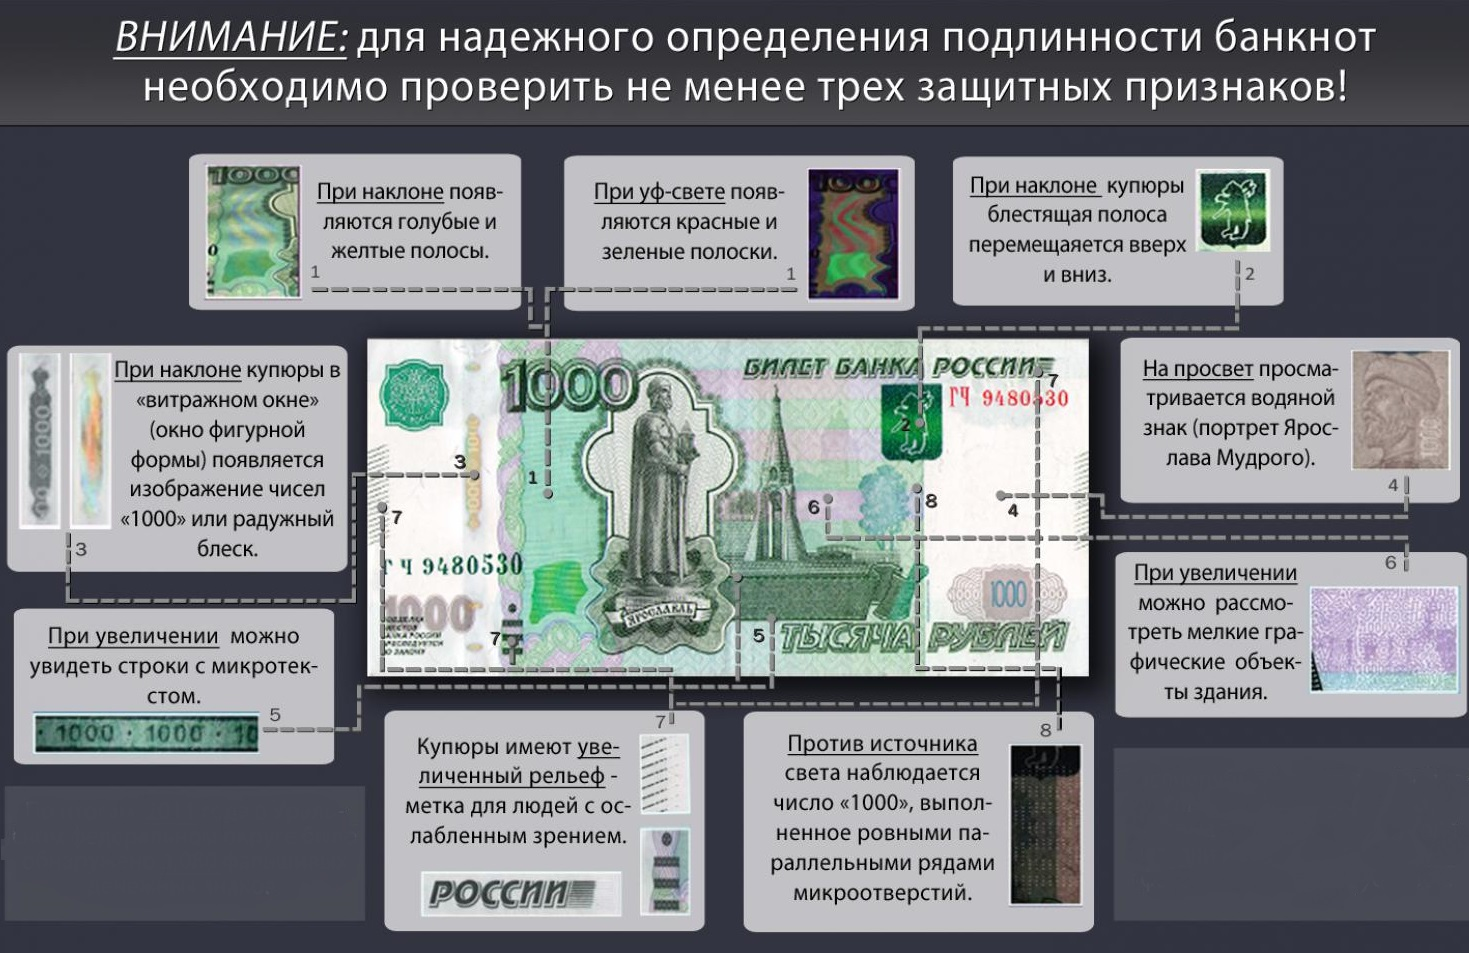 ВНИМАНИЕ: для надежного определения подлинности банкнот
необходимо проверить не менее трех защитных признаков!
При наклоне появ-
ляются голубые и
желтые полосы.
1
При уф-свете появ-
ляются красные и
зеленые полоски.
1
При наклоне купюры
блестящая полоса
перемещаяется вверх
и вниз.
2
При наклоне купюры в
«витражном окне»
(окно фигурной
формы) появляется
изображение чисел
«1000» или радужный
блеск.
3
1000
БИЛЕТ БАНКА РОССИИ
7
ГЧ 9480530
2
3
1
7
6
8
4
ГЧ 9480530
1000
7
ЯРОСЛАВЛЬ
5
1000
ТЫСЯЧА РУБЛЕЙ
На просвет просма-
тривается водяной
знак (портрет Ярос-
лава Мудрого).
4
При увеличении можно
увидеть строки с микротек-
стом.
5
1000 · 1000 · 10
6
При увеличении
можно рассмо-
треть мелкие гра-
фические объек-
ты здания.
7
Купюры имеют уве-
личенный рельеф -
метка для людей с ос-
лабленным зрением.
РОССИИ
8
Против источника
света наблюдается
число «1000», выпол-
ненное ровными па-
раллельными рядами
микроотверстий.